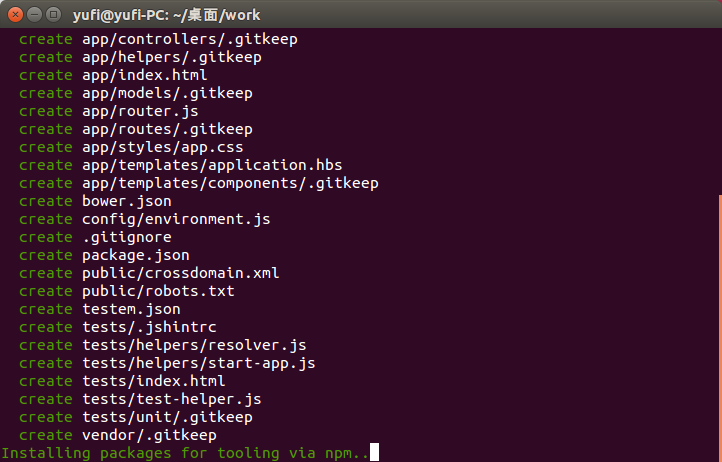 yufi@yufi-PC: ~/桌面/work
create app/controllers/.gitkeep
create app/helpers/.gitkeep
create app/index.html
create app/models/.gitkeep
create app/router.js
create app/routes/.gitkeep
create app/styles/app.css
create app/templates/application.hbs
create app/templates/components/.gitkeep
create bower.json
create config/environment.js
create .gitignore
create package.json
create public/crossdomain.xml
create public/robots.txt
create testem.json
create tests/.jshintrc
create tests/helpers/resolver.js
create tests/helpers/start-app.js
create tests/index.html
create tests/test-helper.js
create tests/unit/.gitkeep
create vendor/.gitkeep
Installing packages for tooling via npm..